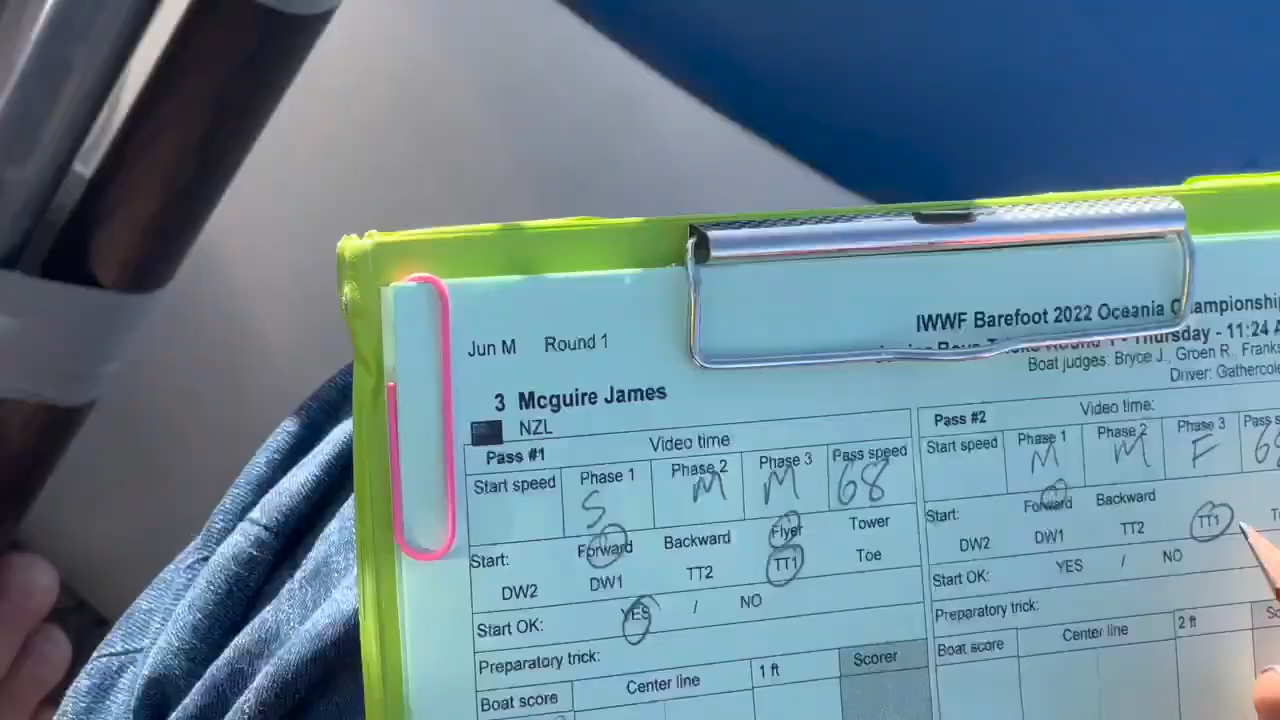 IWWF Barefoot 2022 Oceania Championship
Thursday - 11:24 A
Jun M Round 1
Boat judges: Bryce J., Groen R., Franks
Driver: Gathercole
3 Mcguire James
NZL
Pass #1 Video time
Start speed Phase 1 Phase 2 Phase 3 Pass speed
S M M 68
Start: Forward Backward Flyer Tower
DW2 DW1 TT2 TT1 Toe
Start OK: YES / NO
Preparatory trick:
Boat score Center line 1 ft Scorer
Pass #2 Video time:
Start speed Phase 1 Phase 2 Phase 3 Pass s
M M F
Start: Forward Backward
DW2 DW1 TT2 TT1
Start OK: YES / NO
Preparatory trick:
Boat score Center line 2 ft Sc